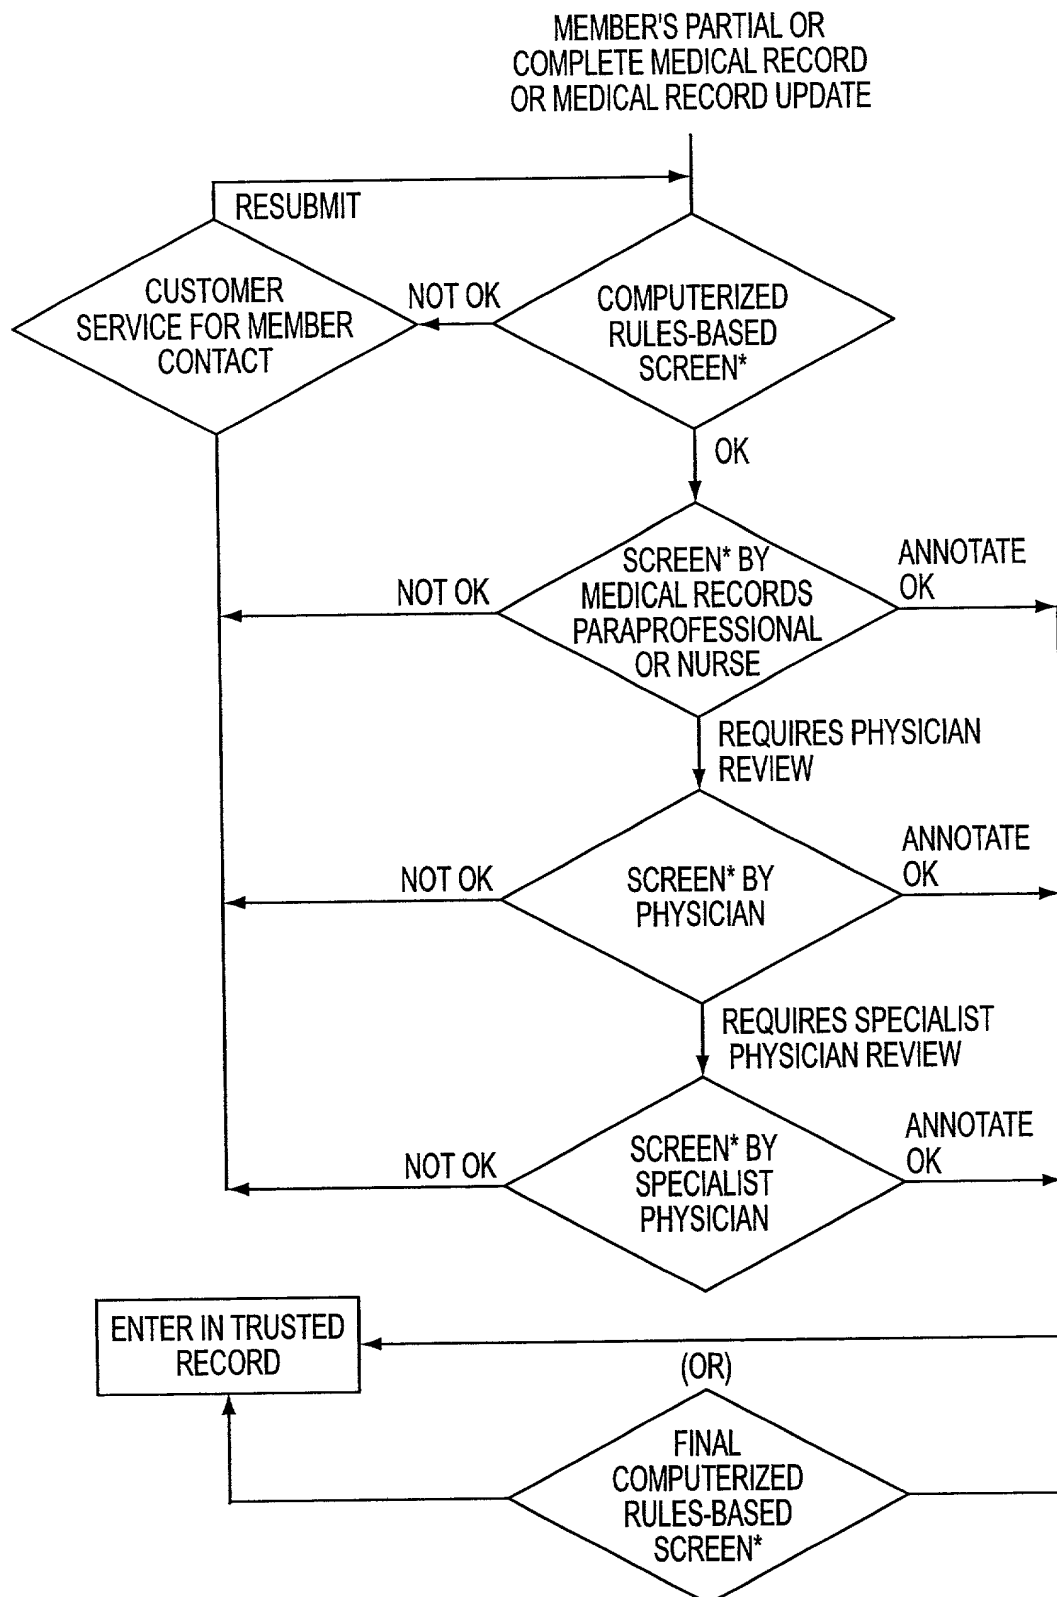 MEMBER'S PARTIAL OR
COMPLETE MEDICAL RECORD
OR MEDICAL RECORD UPDATE
RESUBMIT
CUSTOMER
SERVICE FOR MEMBER
CONTACT
NOT OK
COMPUTERIZED
RULES-BASED
SCREEN*
OK
NOT OK
SCREEN* BY
MEDICAL RECORDS
PARAPROFESSIONAL
OR NURSE
ANNOTATE
OK
REQUIRES PHYSICIAN
REVIEW
NOT OK
SCREEN* BY
PHYSICIAN
ANNOTATE
OK
REQUIRES SPECIALIST
PHYSICIAN REVIEW
NOT OK
SCREEN* BY
SPECIALIST
PHYSICIAN
ANNOTATE
OK
ENTER IN TRUSTED
RECORD
(OR)
FINAL
COMPUTERIZED
RULES-BASED
SCREEN*